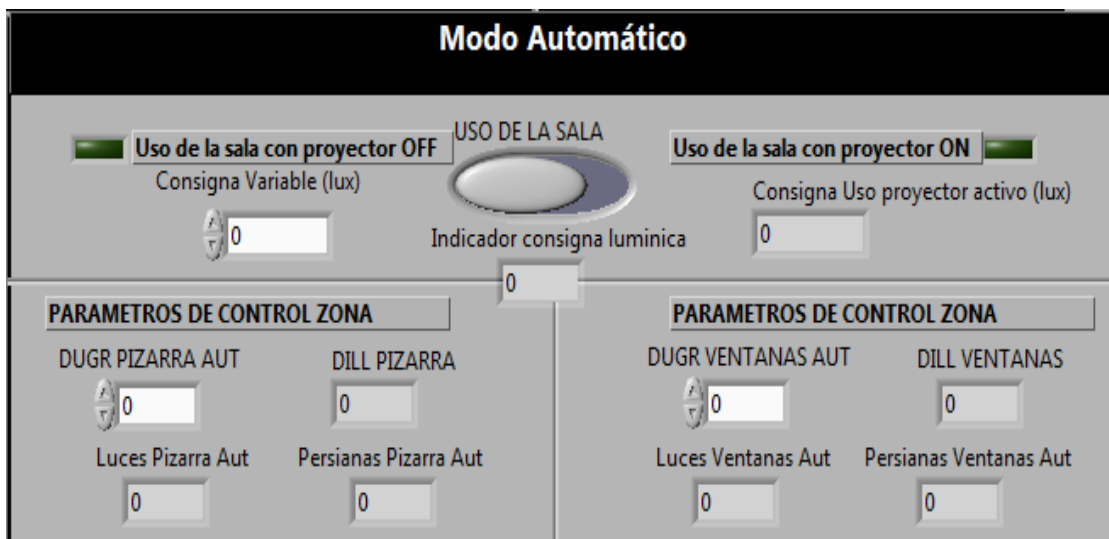 Modo Automático
Uso de la sala con proyector OFF
USO DE LA SALA
Uso de la sala con proyector ON
Consigna Variable (lux)
Consigna Uso proyector activo (lux)
0
Indicador consigna luminica
0
0
PARAMETROS DE CONTROL ZONA
DUGR PIZARRA AUT
DILL PIZARRA
0
0
Luces Pizarra Aut
Persianas Pizarra Aut
0
0
PARAMETROS DE CONTROL ZONA
DUGR VENTANAS AUT
DILL VENTANAS
0
0
Luces Ventanas Aut
Persianas Ventanas Aut
0
0